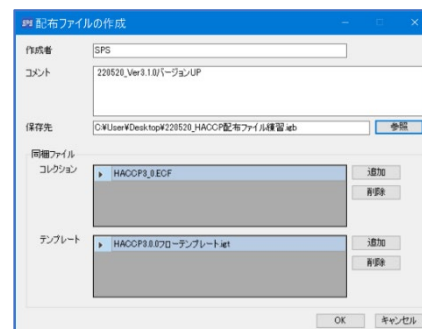 SPS 配布ファイルの作成
作成者 SPS
コメント 220520_Ver3.1.0バージョンUP
保存先 C:¥User¥Desktop¥220520_HACCP配布ファイル練習.igb 参照
同梱ファイル
コレクション HACCP3_0.ECF 追加
削除
テンプレート HACCP3.0.0フローテンプレート.igt 追加
削除
OK キャンセル